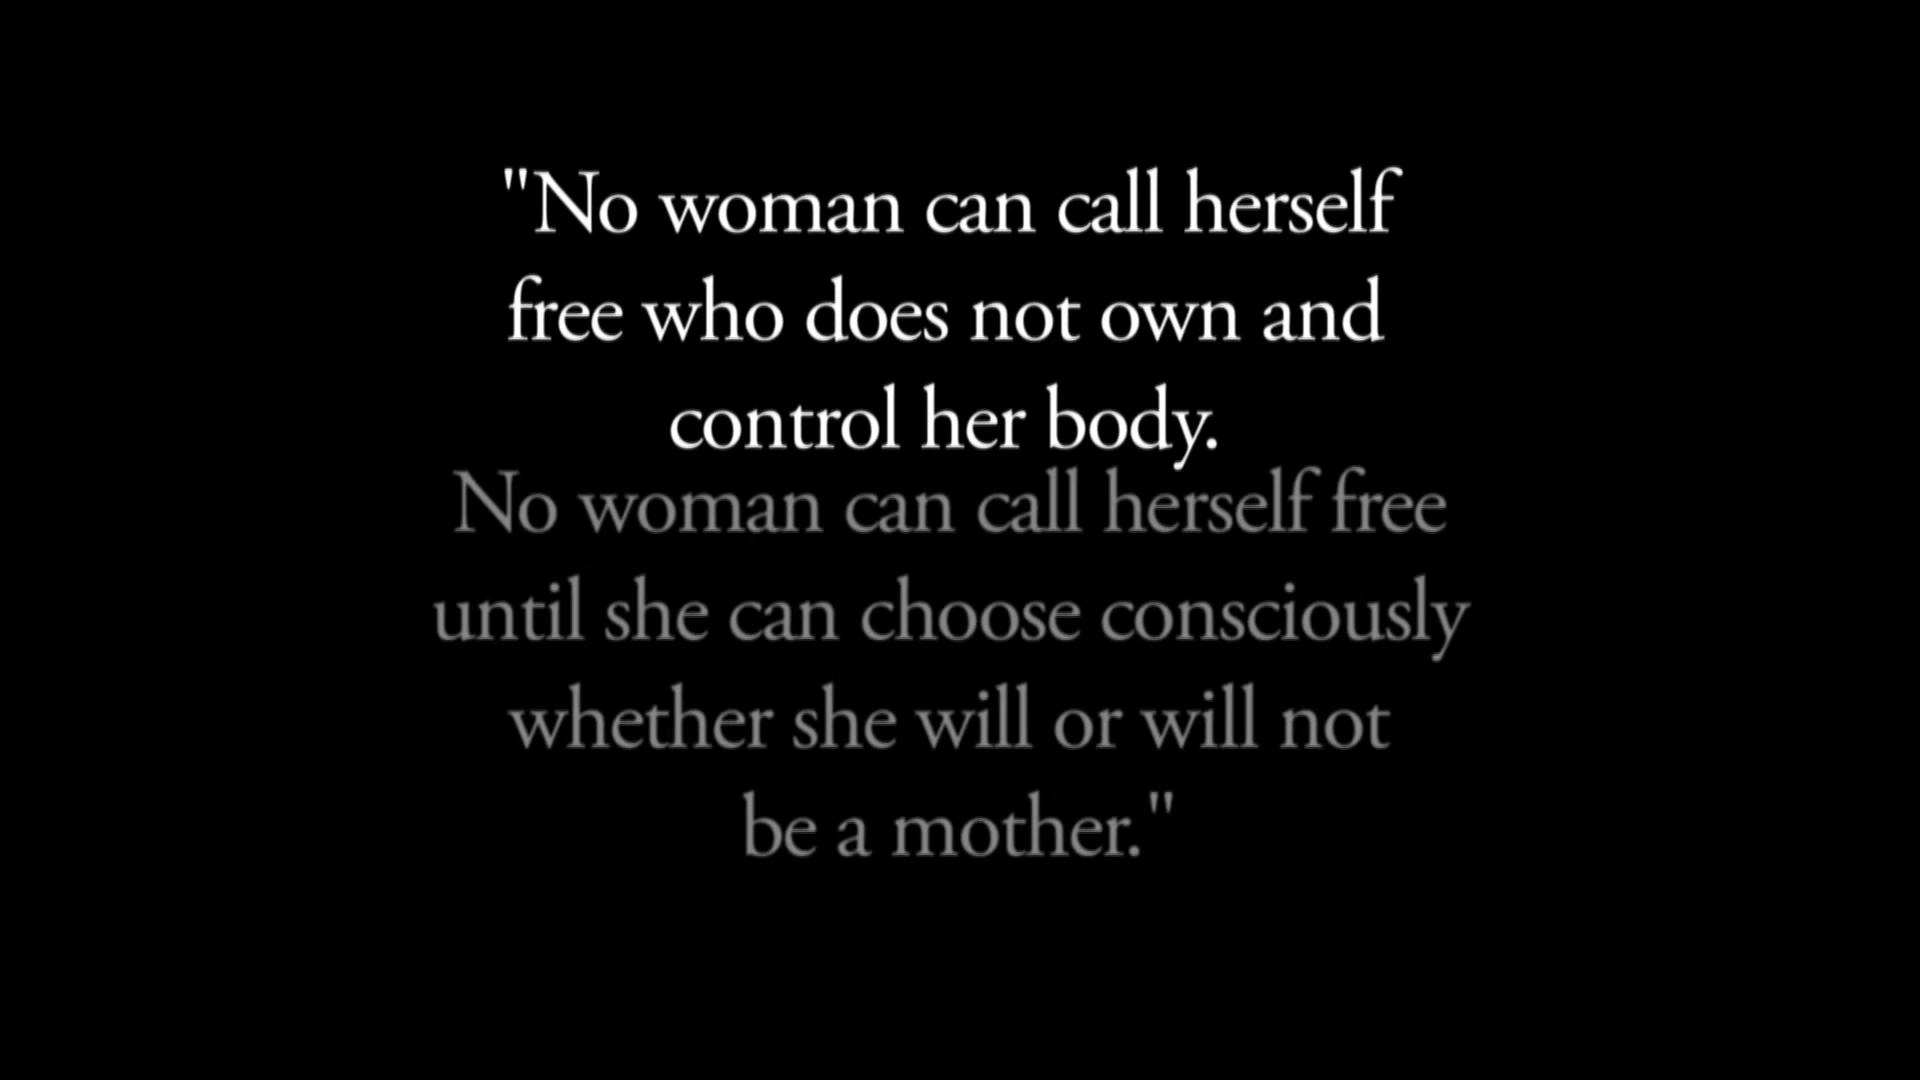 "No woman can call herself
free who does not own and
control her body.
No woman can call herself free
until she can choose consciously
whether she will or will not
be a mother."